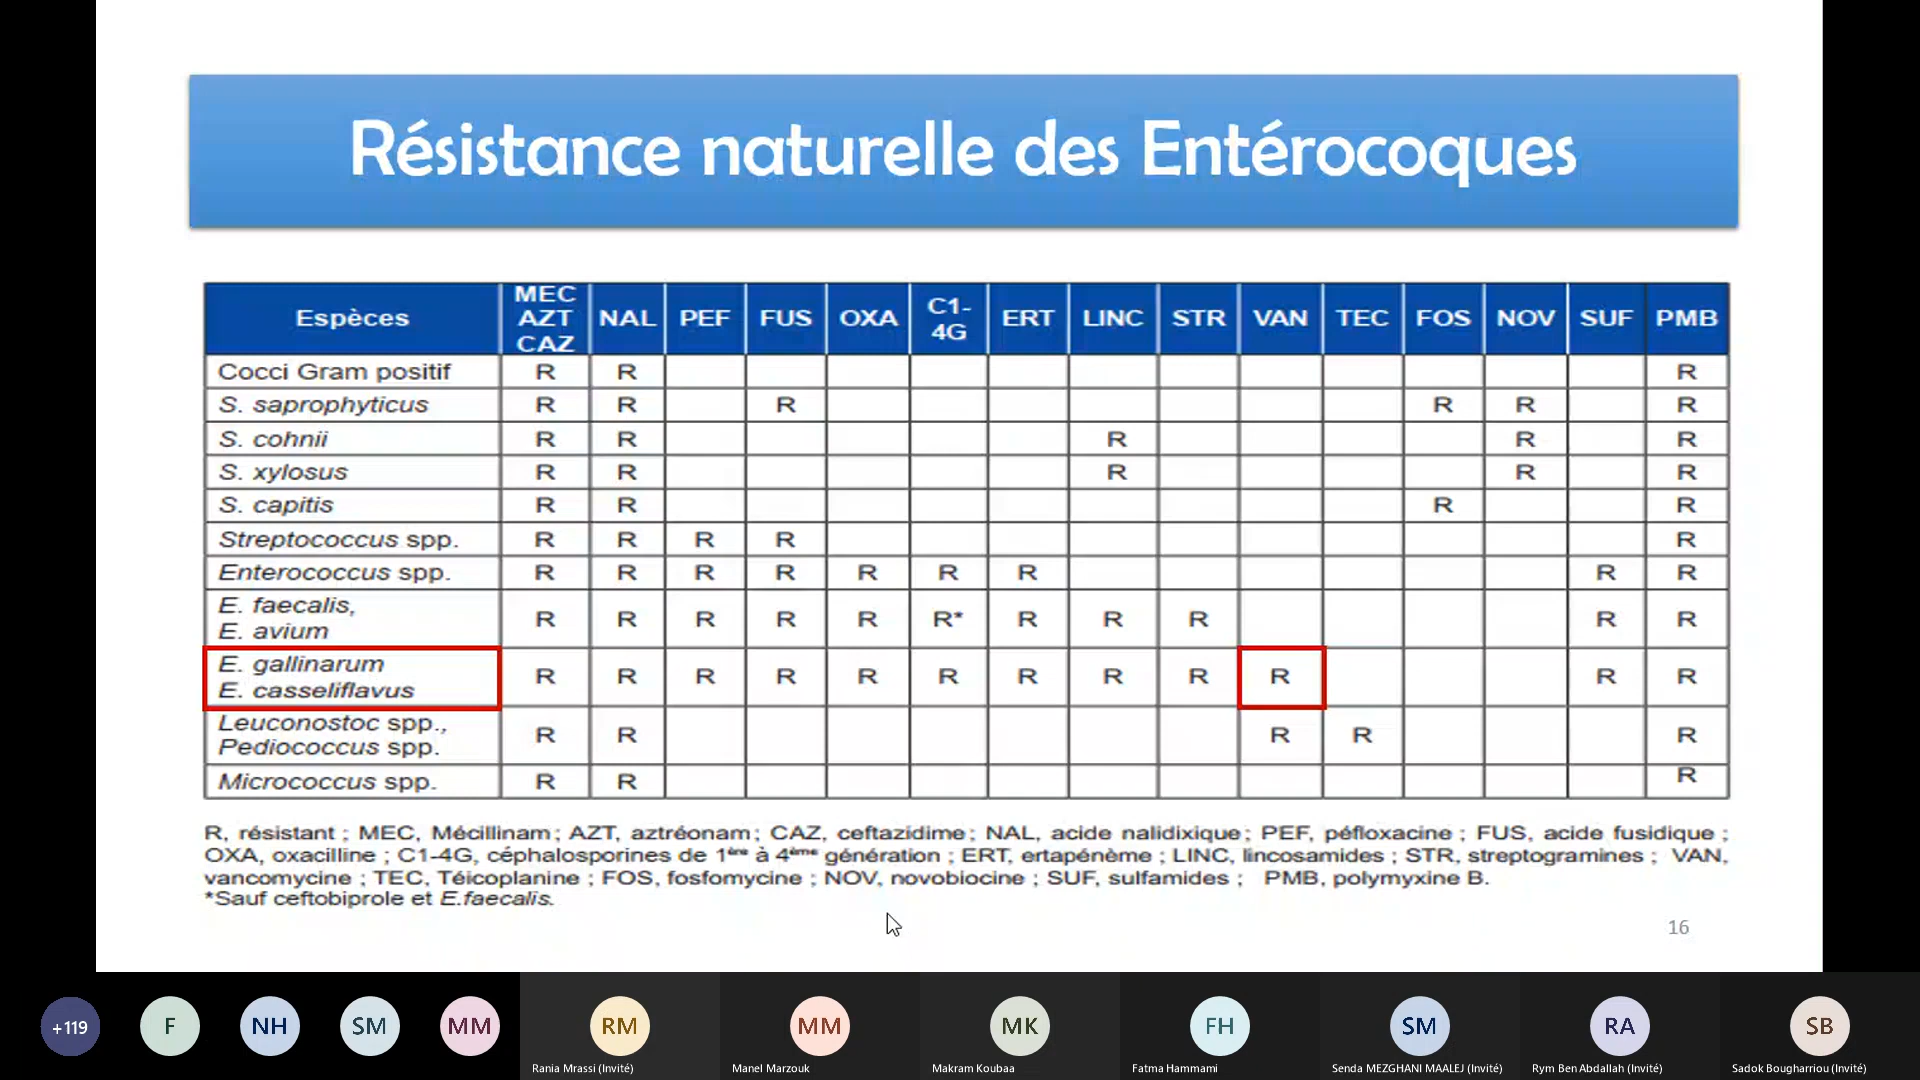 Résistance naturelle des Entérocoques
Espèces MEC AZT CAZ NAL PEF FUS OXA C1-4G ERT LINC STR VAN TEC FOS NOV SUF PMB
Cocci Gram positif R R R
S. saprophyticus R R R R R R
S. cohnii R R R R R
S. xylosus R R R R R
S. capitis R R R R
Streptococcus spp. R R R R R
Enterococcus spp. R R R R R R R R R
E. faecalis,
E. avium R R R R R R* R R R R R
E. gallinarum
E. casseliflavus R R R R R R R R R R R R
Leuconostoc spp.,
Pediococcus spp. R R R R R
Micrococcus spp. R R R
R, résistant ; MEC, Mécillinam ; AZT, aztréonam ; CAZ, ceftazidime ; NAL, acide nalidixique ; PEF, péfloxacine ; FUS, acide fusidique ;
OXA, oxacilline ; C1-4G, céphalosporines de 1ère à 4ème génération ; ERT, ertapénème ; LINC, lincosamides ; STR, streptogramines ; VAN,
vancomycine ; TEC, Téicoplanine ; FOS, fosfomycine ; NOV, novobiocine ; SUF, sulfamides ; PMB, polymyxine B.
*Sauf ceftobiprole et E.faecalis.
16
+119 F NH SM MM RM MM MK FH SM RA SB
Rania Mrassi (Invité) Manel Marzouk Makram Koubaa Fatma Hammami Senda MEZGHANI MAALEJ (Invité) Rym Ben Abdallah (Invité) Sadok Bougharriou (Invité)